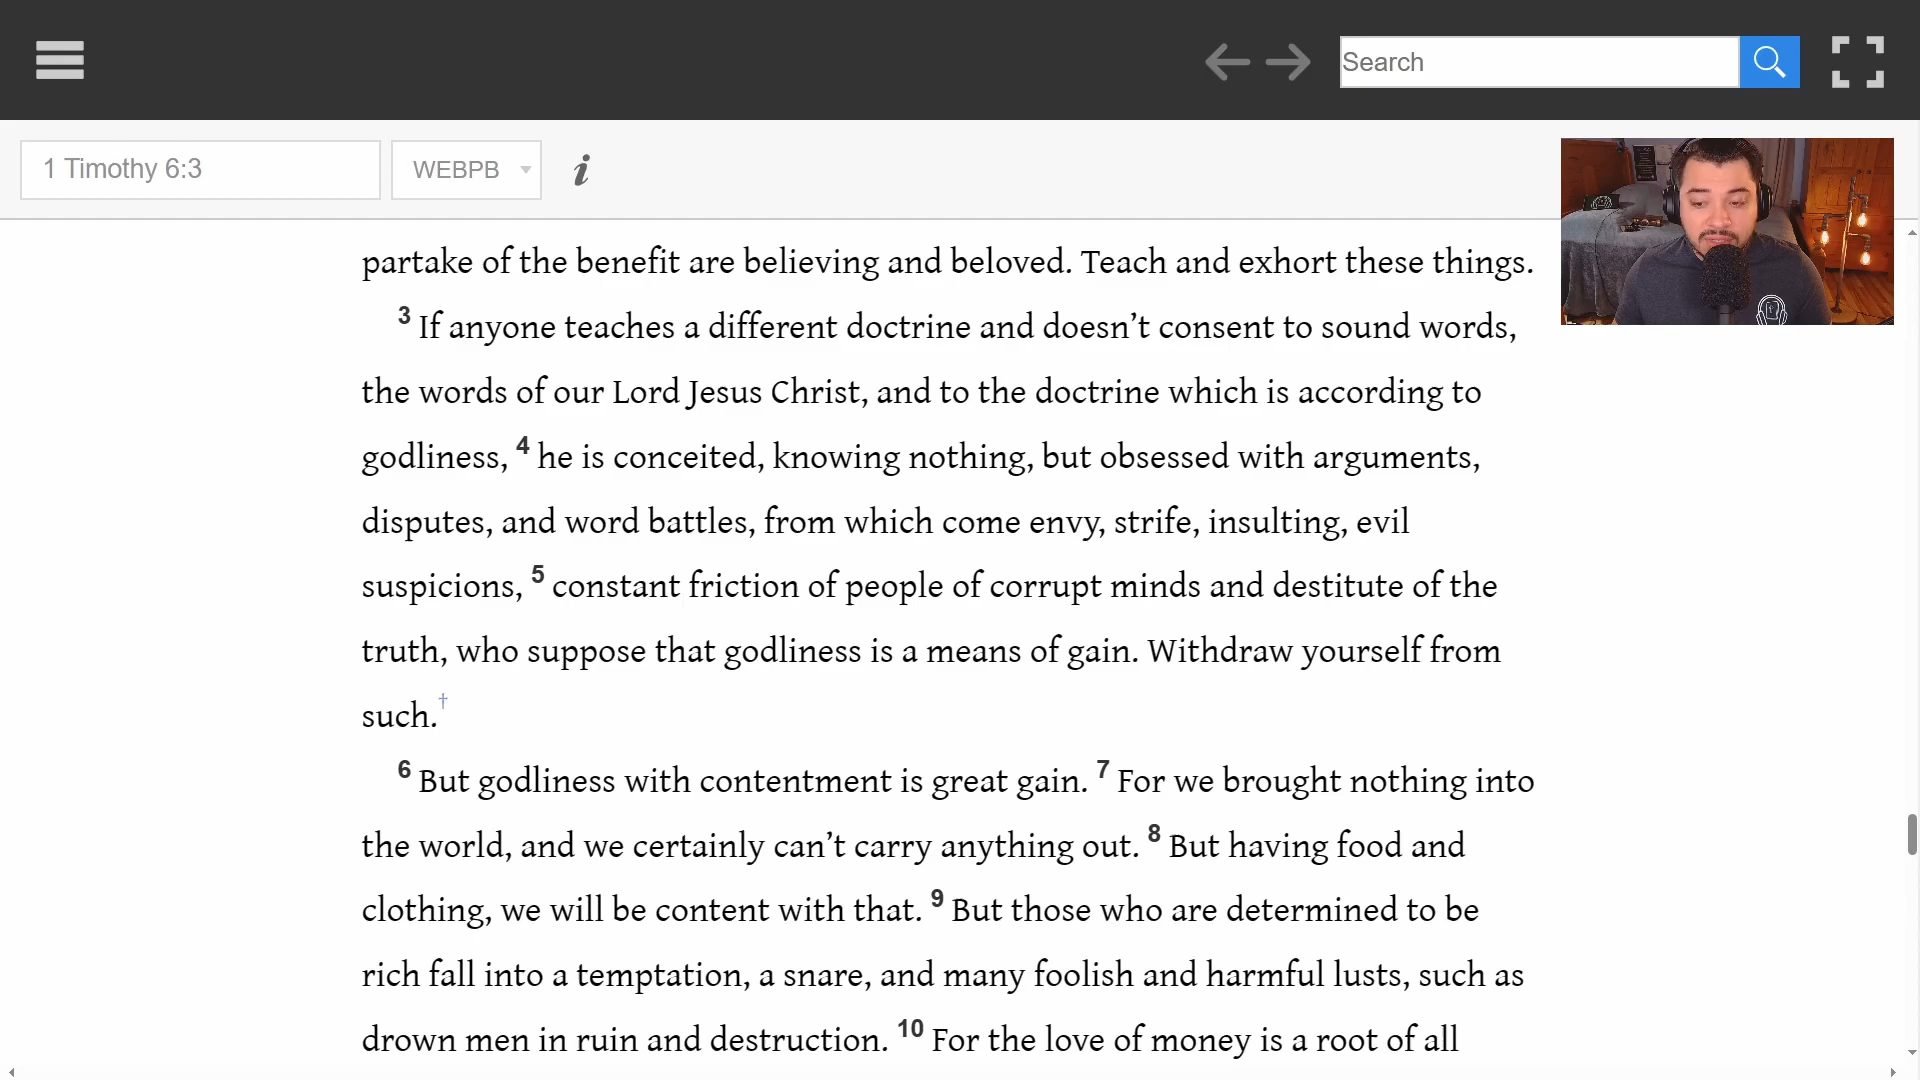 Search
1 Timothy 6:3
WEBPB
i
partake of the benefit are believing and beloved. Teach and exhort these things.
3 If anyone teaches a different doctrine and doesn’t consent to sound words,
the words of our Lord Jesus Christ, and to the doctrine which is according to
godliness, 4 he is conceited, knowing nothing, but obsessed with arguments,
disputes, and word battles, from which come envy, strife, insulting, evil
suspicions, 5 constant friction of people of corrupt minds and destitute of the
truth, who suppose that godliness is a means of gain. Withdraw yourself from
such.†
6 But godliness with contentment is great gain. 7 For we brought nothing into
the world, and we certainly can’t carry anything out. 8 But having food and
clothing, we will be content with that. 9 But those who are determined to be
rich fall into a temptation, a snare, and many foolish and harmful lusts, such as
drown men in ruin and destruction. 10 For the love of money is a root of all